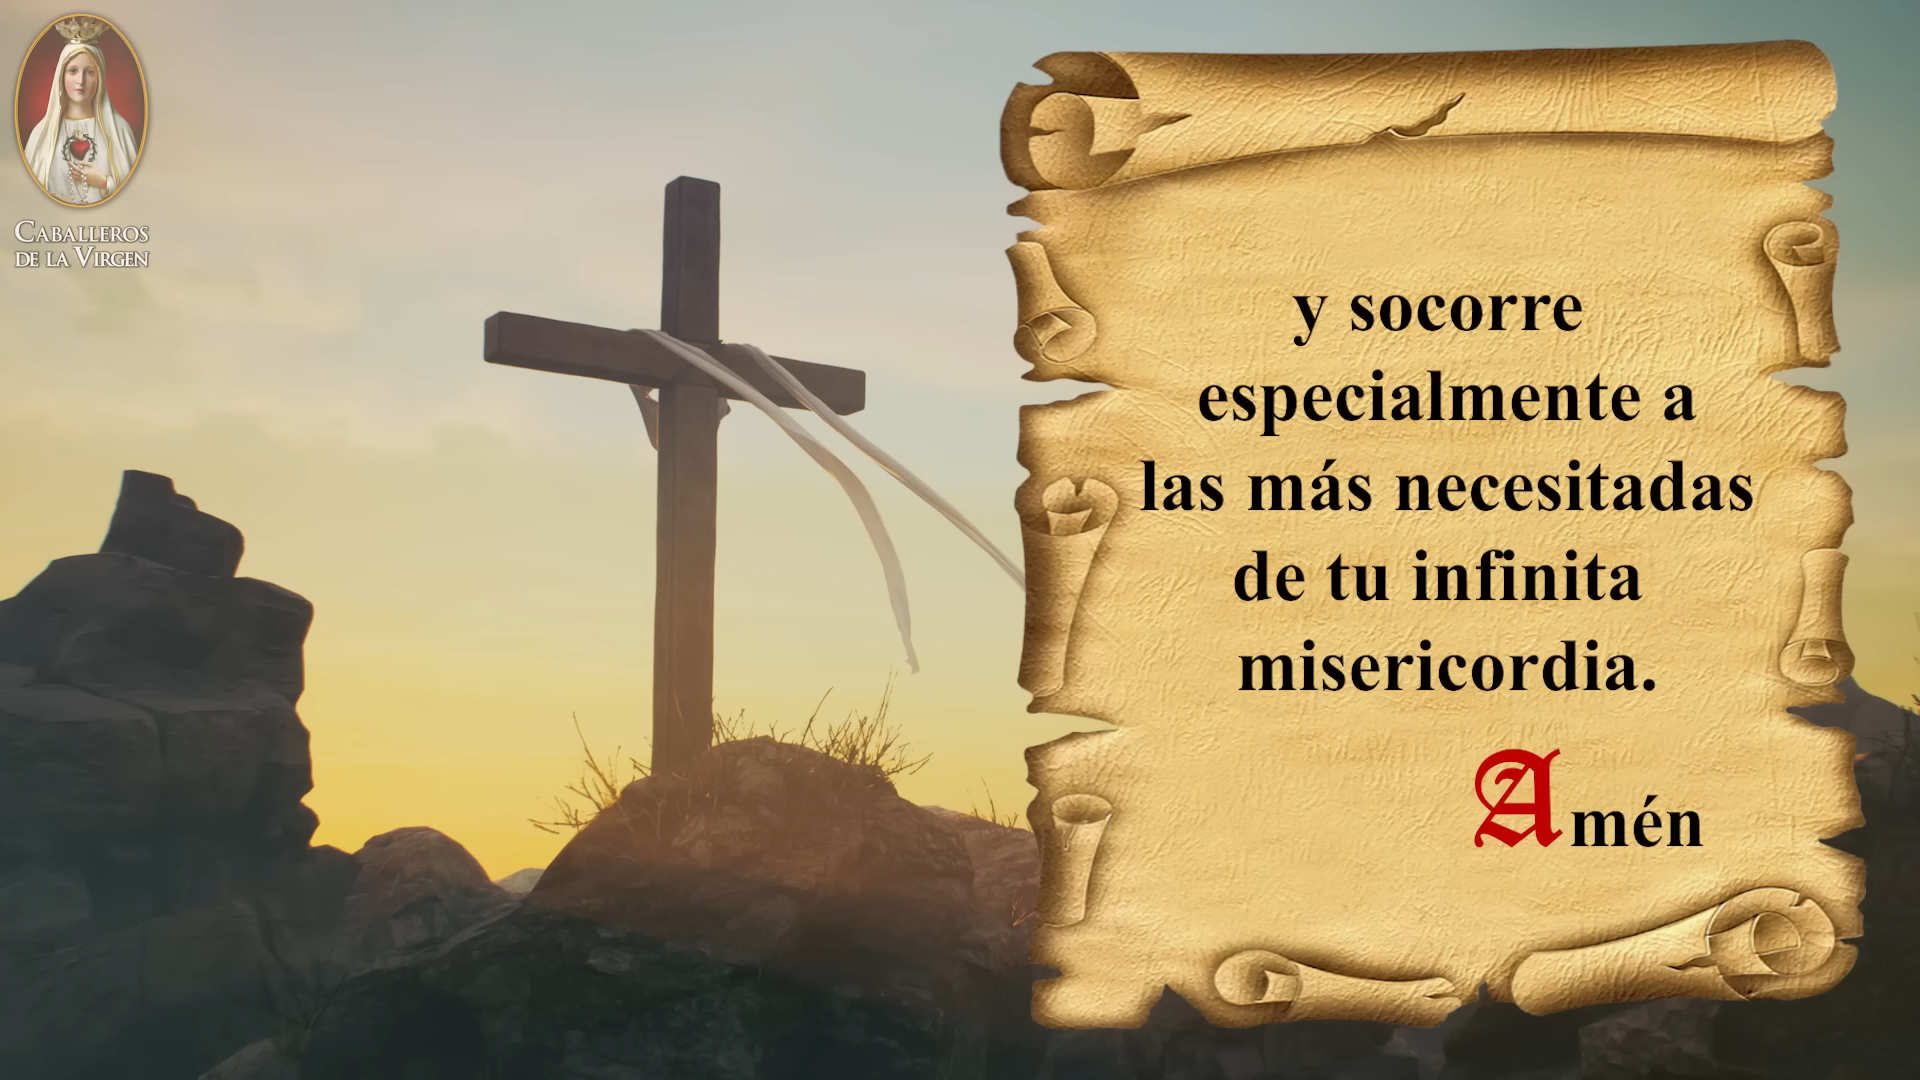 CABALLEROS
DE LA VIRGEN
y socorre
especialmente a
las más necesitadas
de tu infinita
misericordia.
Amén